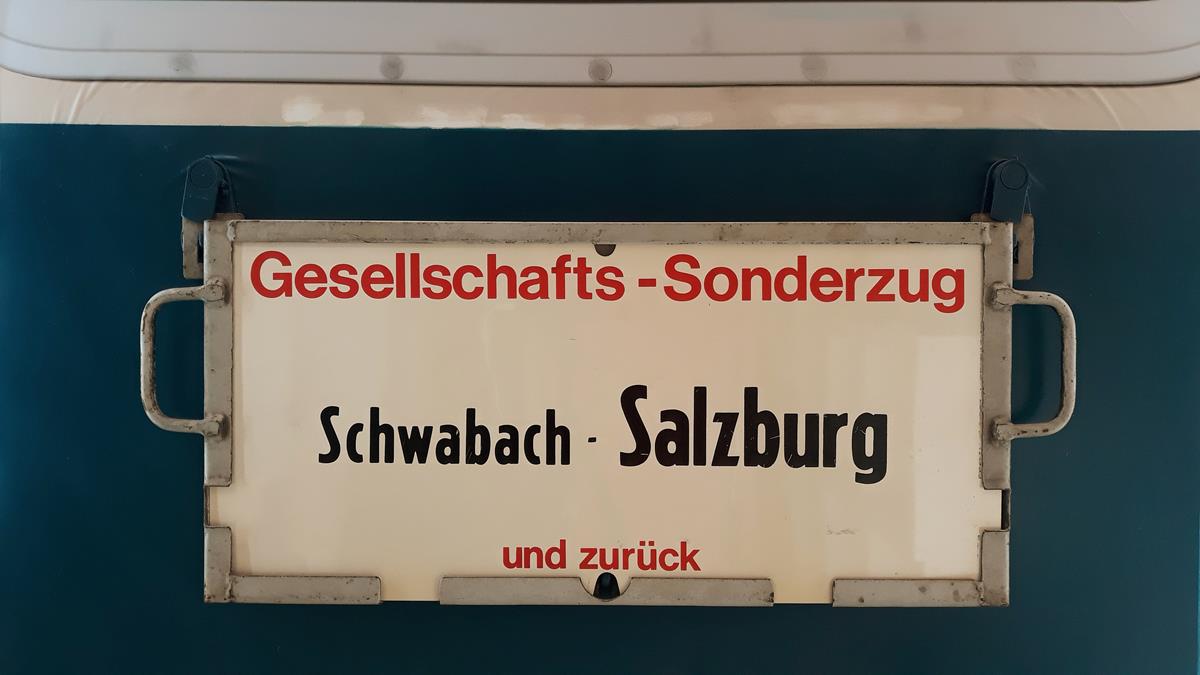 Gesellschafts - Sonderzug
Schwabach - Salzburg
und zurück